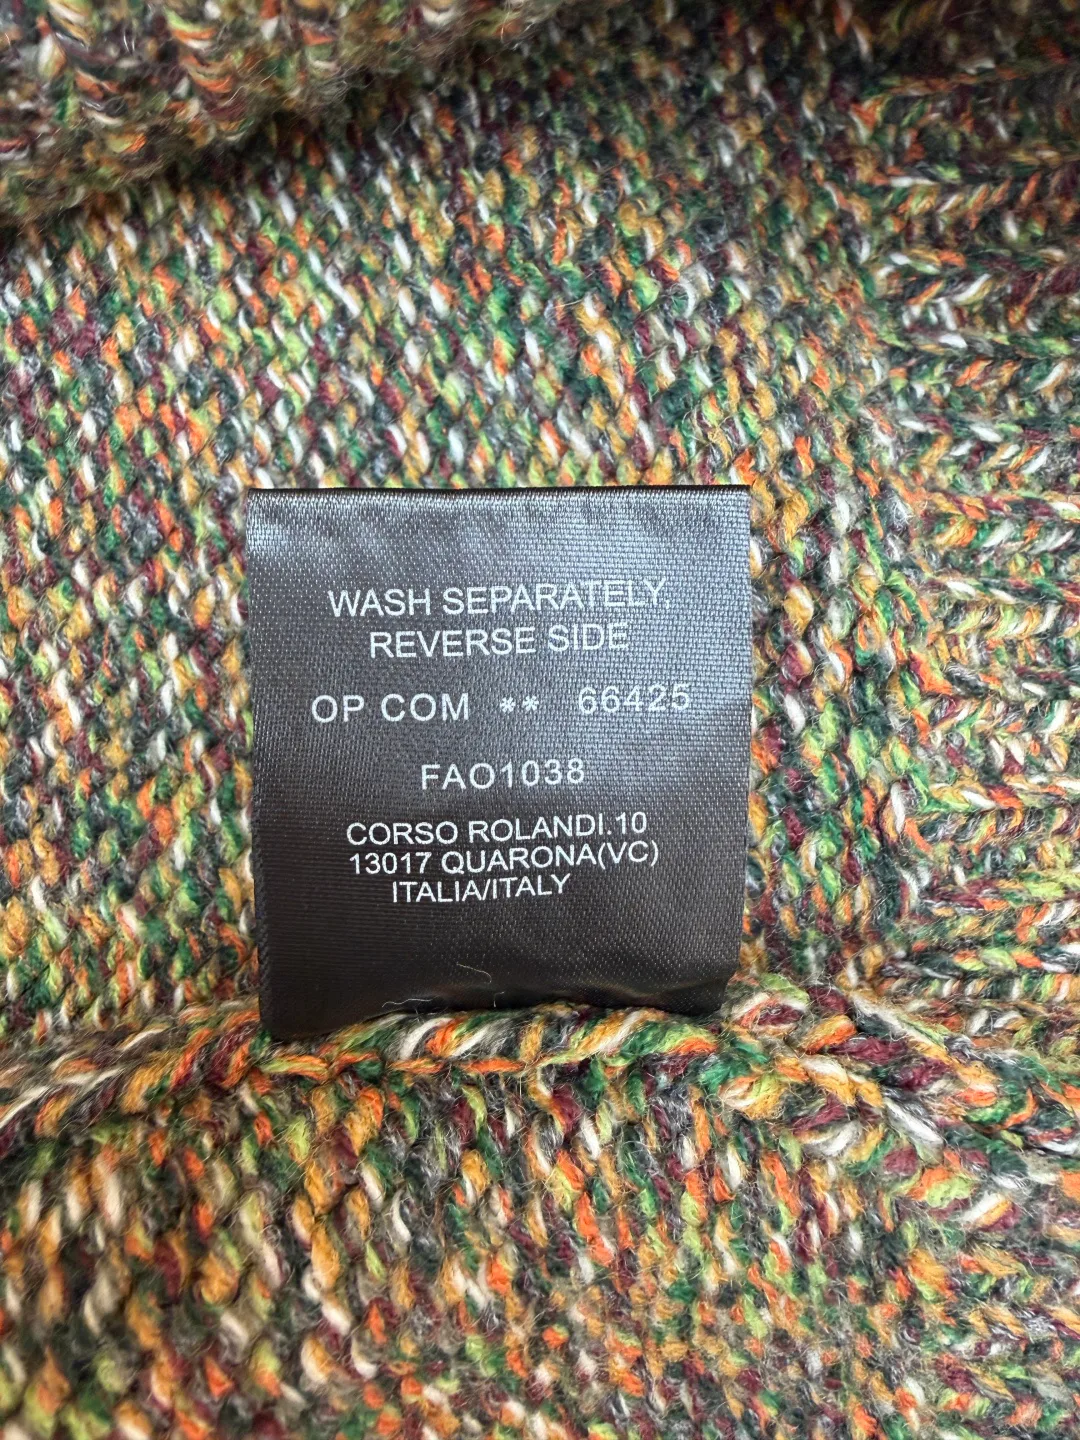 WASH SEPARATELY,
REVERSE SIDE
OP COM ** 66425
FAO1038
CORSO ROLANDI.10
13017 QUARONA(VC)
ITALIA/ITALY